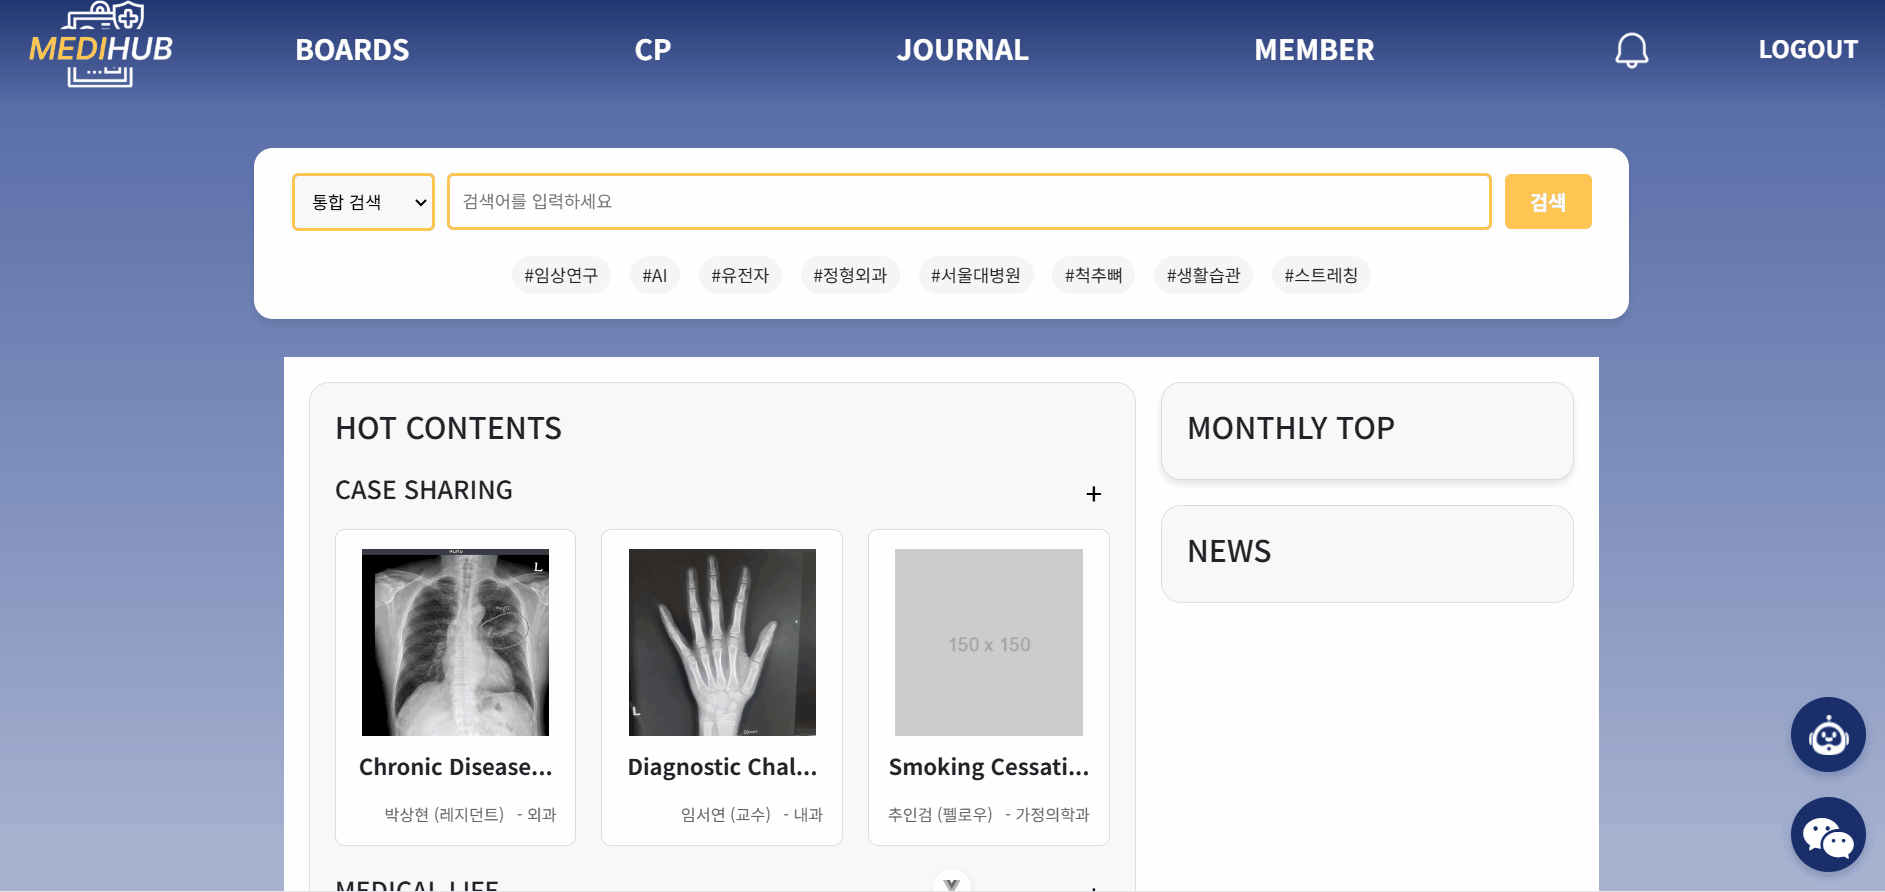 MEDIHUB
BOARDS
CP
JOURNAL
MEMBER
LOGOUT
통합 검색
검색어를 입력하세요
검색
#임상연구
#AI
#유전자
#정형외과
#서울대병원
#척추뼈
#생활습관
#스트레칭
HOT CONTENTS
CASE SHARING
+
L
Chronic Disease...
박상현 (레지던트) - 외과
L
Diagnostic Chal...
임서연 (교수) - 내과
150 x 150
Smoking Cessati...
추인검 (펠로우) - 가정의학과
MEDICAL LIFE
MONTHLY TOP
NEWS